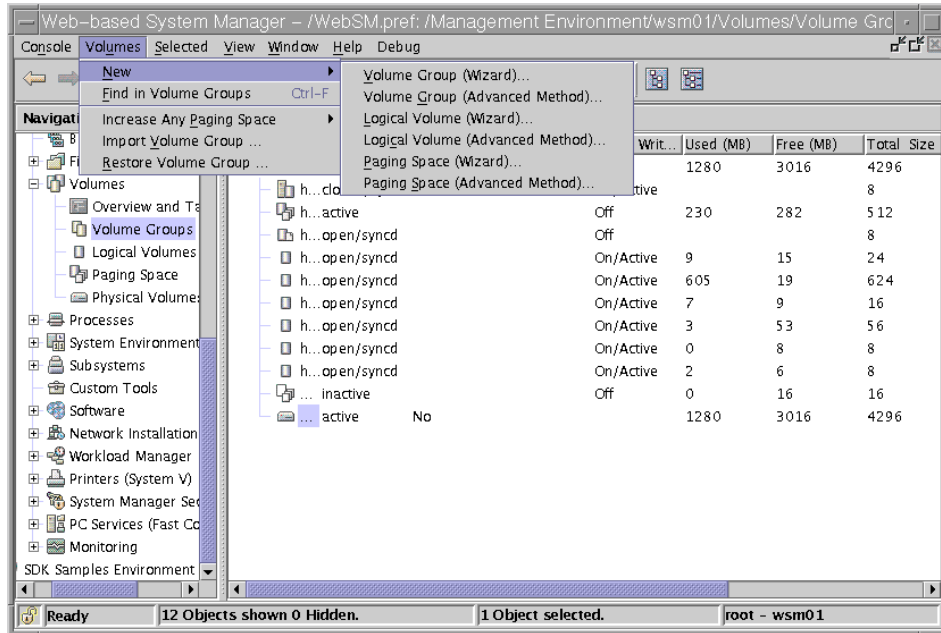 Web-based System Manager - /WebSM.pref: /Management Environment/wsm01/Volumes/Volume Grc
Console Volumes Selected View Window Help Debug
New
Find in Volume Groups Ctrl-F
Increase Any Paging Space
Import Volume Group ...
Restore Volume Group ...
Volume Group (Wizard)...
Volume Group (Advanced Method)...
Logical Volume (Wizard)...
Logical Volume (Advanced Method)...
Paging Space (Wizard)...
Paging Space (Advanced Method)...
Navigati
B
Fi
Volumes
Overview and Ta
Volume Groups
Logical Volumes
Paging Space
Physical Volumes
Processes
System Environment
Subsystems
Custom Tools
Software
Network Installation
Workload Manager
Printers (System V)
System Manager Sec
PC Services (Fast Co
Monitoring
SDK Samples Environment
Writ... Used (MB) Free (MB) Total Size
1280 3016 4296
h...clo tive 8
h...active Off 230 282 512
h...open/syncd Off 8
h...open/syncd On/Active 9 15 24
h...open/syncd On/Active 605 19 624
h...open/syncd On/Active 7 9 16
h...open/syncd On/Active 3 53 56
h...open/syncd On/Active 0 8 8
h...open/syncd On/Active 2 6 8
... inactive Off 0 16 16
... active No 1280 3016 4296
Ready 12 Objects shown 0 Hidden. 1 Object selected. root - wsm01